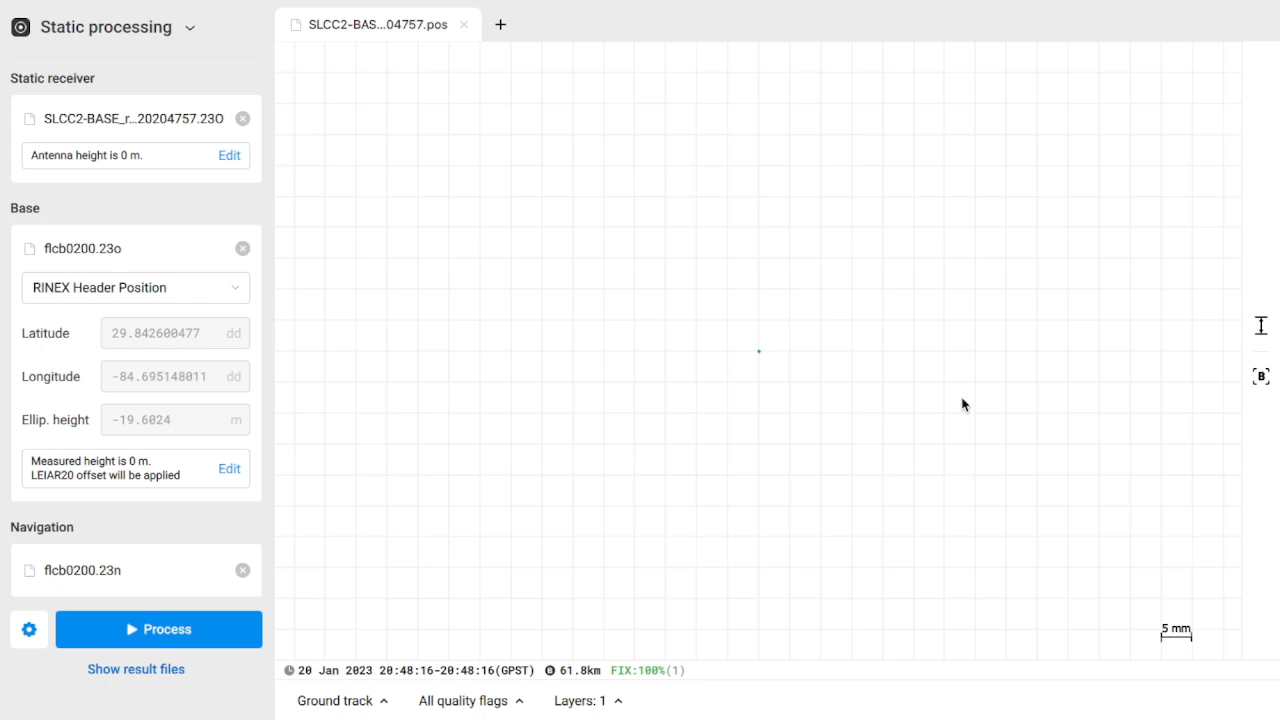 Static processing
SLCC2-BAS...04757.pos
Static receiver
SLCC2-BASE_r...20204757.23O
Antenna height is 0 m.
Edit
Base
flcb0200.23o
RINEX Header Position
Latitude
29.842600477 dd
Longitude
-84.695148011 dd
Ellip. height
-19.6024 m
Measured height is 0 m.
LEIAR20 offset will be applied
Edit
Navigation
flcb0200.23n
Process
Show result files
[B]
5 mm
20 Jan 2023 20:48:16-20:48:16(GPST) B 61.8km FIX:100%(1)
Ground track All quality flags Layers: 1